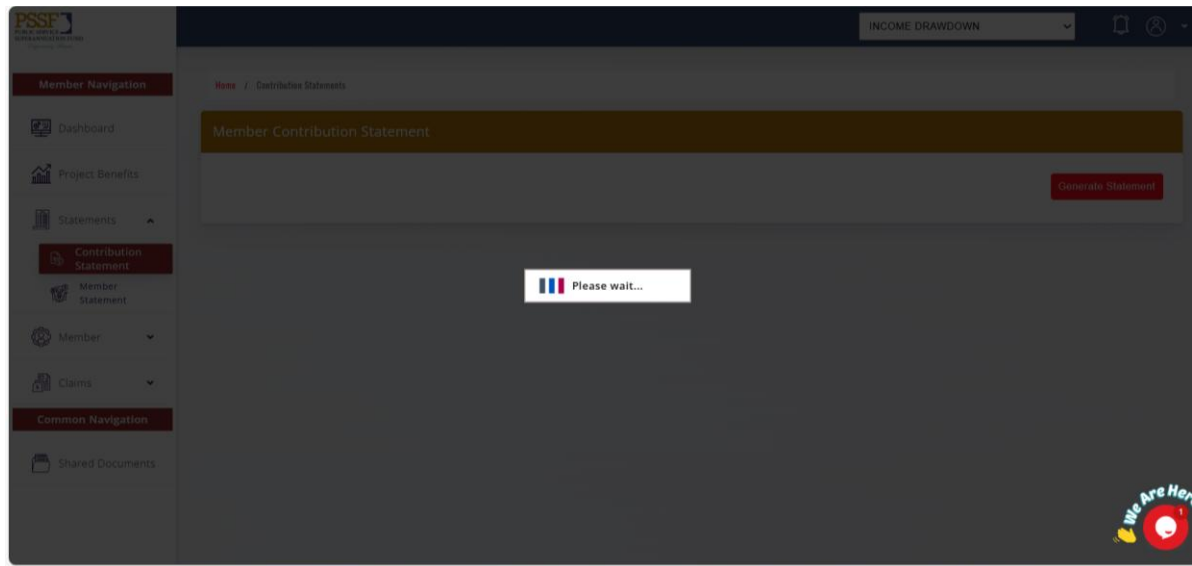 PSSF
INCOME DRAWDOWN
Member Navigation
Home / Contribution Statements
Dashboard
Member Contribution Statement
Project Benefits
Generate Statement
Statements
Contribution
Statement
Member
Statement
Please wait...
Member
Claims
Common Navigation
Shared Documents
We Are Here
1